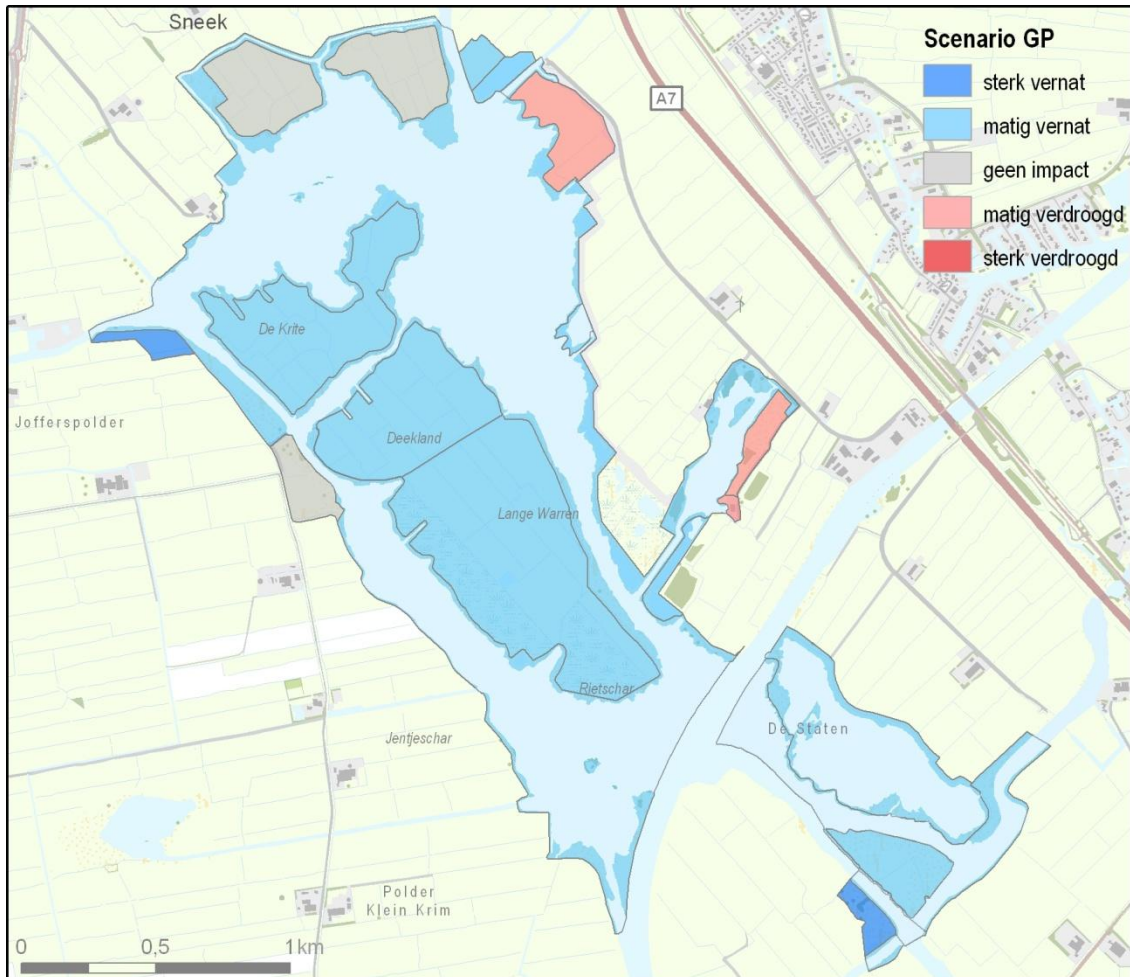 Sneek
Scenario GP
sterk vernat
matig vernat
geen impact
matig verdroogd
sterk verdroogd
A7
De Krite
Jofferspolder
Deekland
Lange Warren
Rietschar
De Staten
Jentjeschar
Polder
Klein Krim
0 0,5 1km